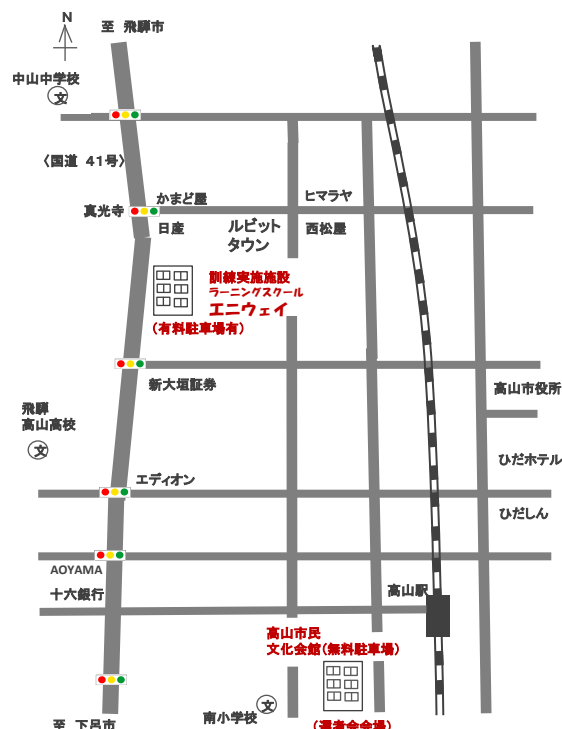 N
至 飛騨市
中山中学校
文
〈国道 41号〉
かまど屋
ヒマラヤ
真光寺
日産
ルビット
タウン
西松屋
訓練実施施設
ラーニングスクール
エニウェイ
(有料駐車場有)
新大垣証券
高山市役所
飛騨
高山高校
文
ひだホテル
エディオン
ひだしん
AOYAMA
十六銀行
高山駅
高山市民
文化会館(無料駐車場)
文
南小学校
至 下呂市
(選考会会場)